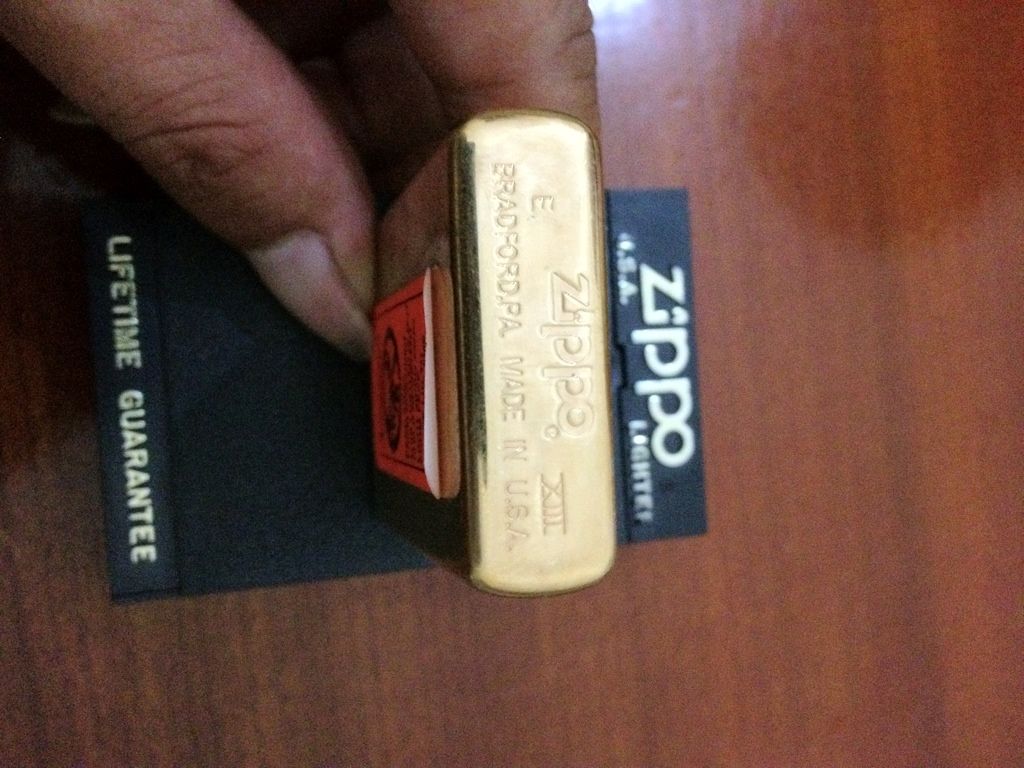 E
Zippo
XIII
BRADFORD,PA. MADE IN U.S.A.
Zippo
U.S.A.
LIGHTER
LIFETIME GUARANTEE